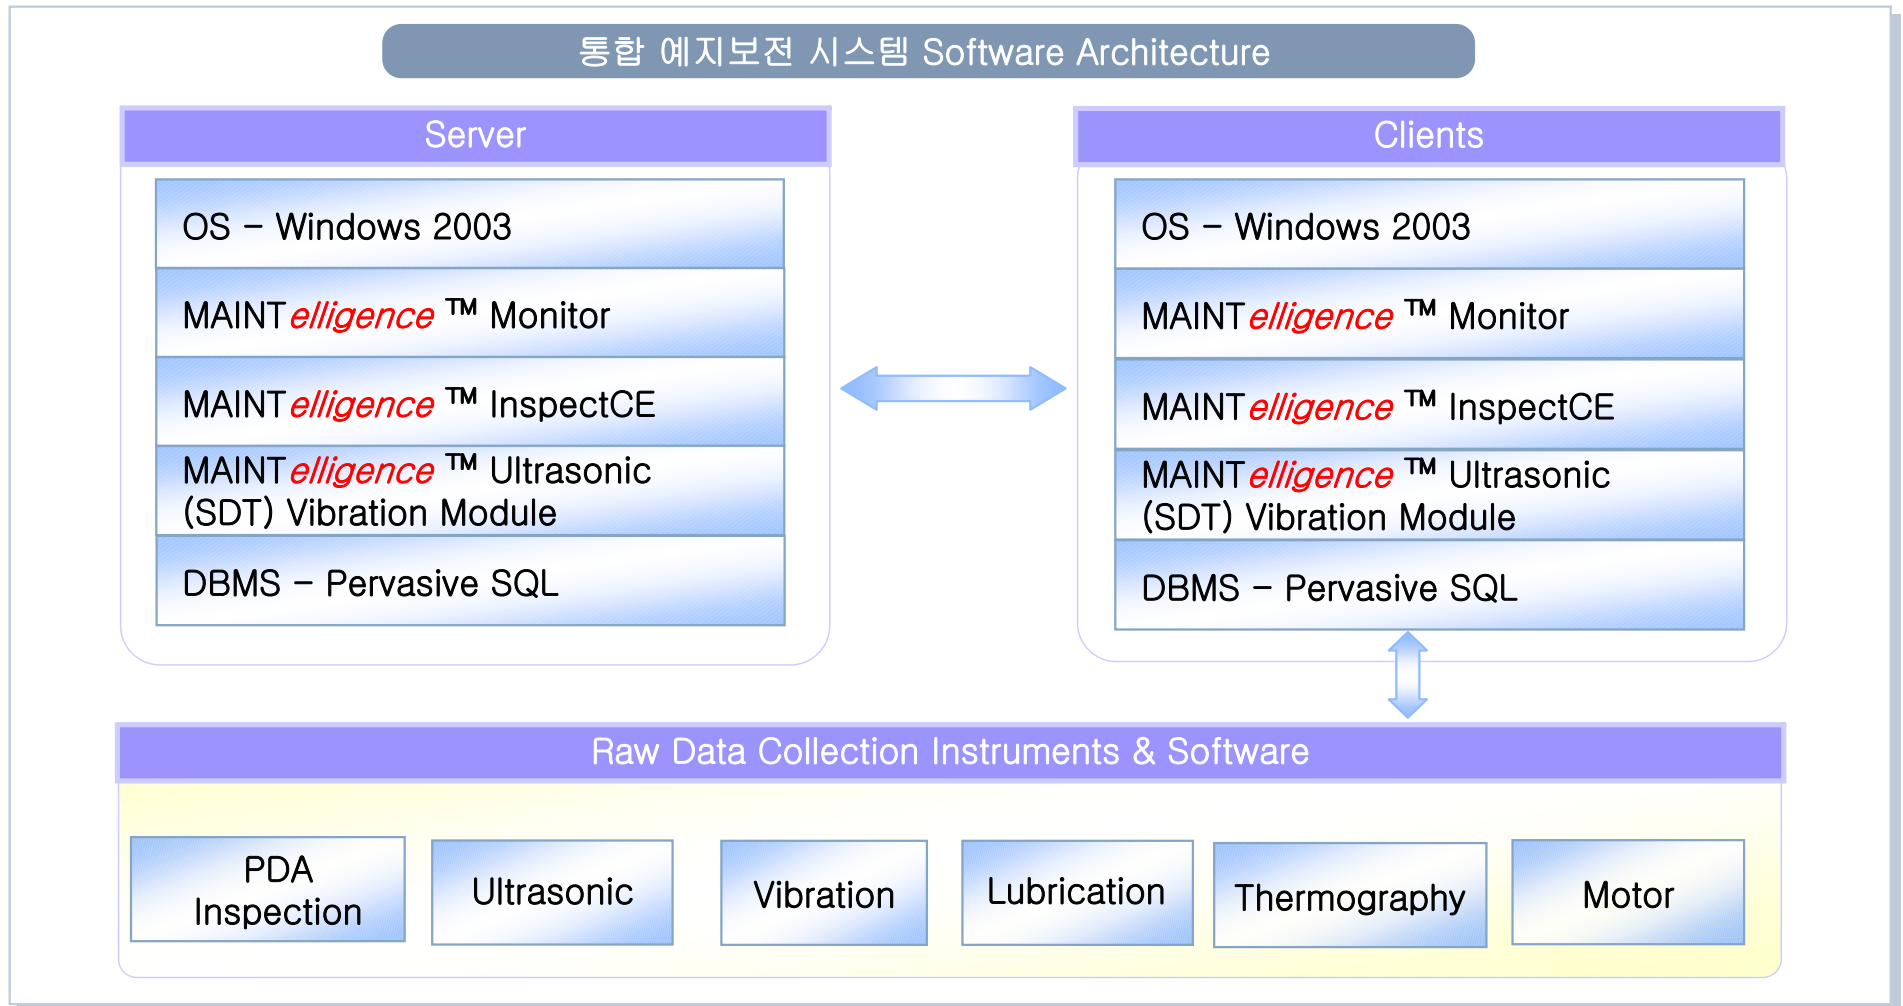 통합 예지보전 시스템 Software Architecture
Server
OS - Windows 2003
MAINTelligence ™ Monitor
MAINTelligence ™ InspectCE
MAINTelligence ™ Ultrasonic
(SDT) Vibration Module
DBMS - Pervasive SQL
Clients
OS - Windows 2003
MAINTelligence ™ Monitor
MAINTelligence ™ InspectCE
MAINTelligence ™ Ultrasonic
(SDT) Vibration Module
DBMS - Pervasive SQL
Raw Data Collection Instruments & Software
PDA
Inspection
Ultrasonic
Vibration
Lubrication
Thermography
Motor